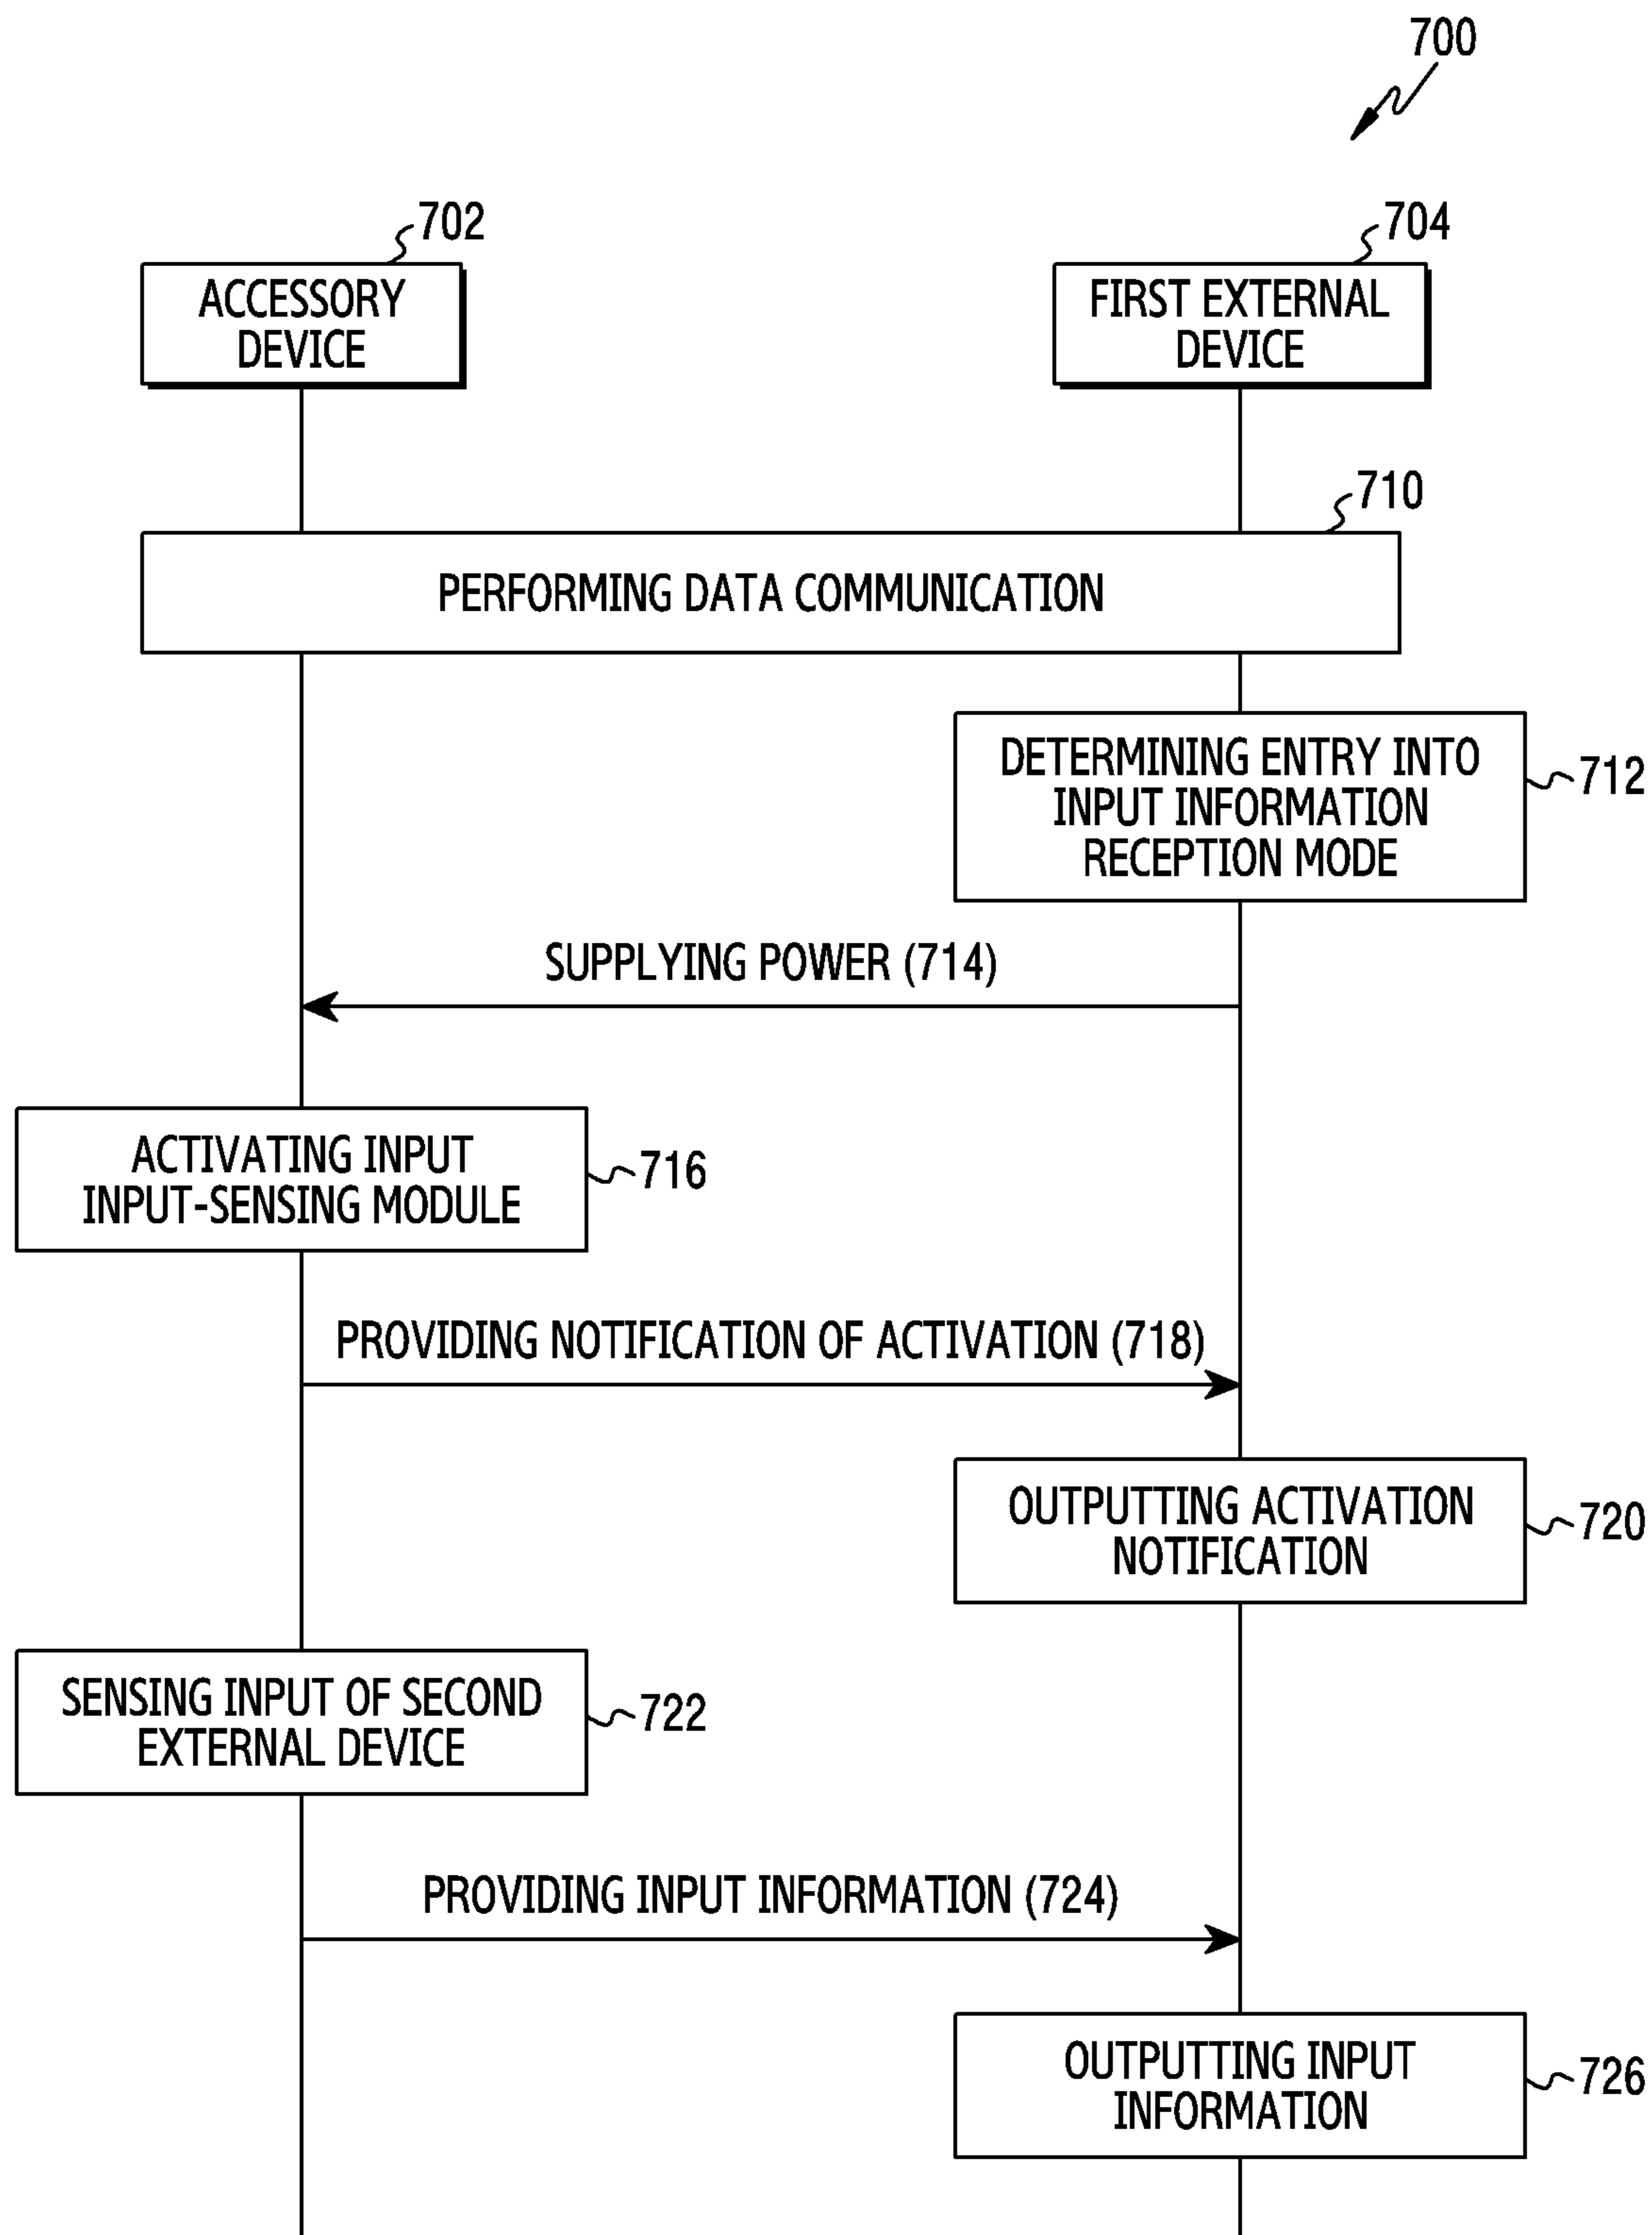 700
702
704
ACCESSORY
DEVICE
FIRST EXTERNAL
DEVICE
710
PERFORMING DATA COMMUNICATION
DETERMINING ENTRY INTO
INPUT INFORMATION
RECEPTION MODE
712
SUPPLYING POWER (714)
ACTIVATING INPUT
INPUT-SENSING MODULE
716
PROVIDING NOTIFICATION OF ACTIVATION (718)
OUTPUTTING ACTIVATION
NOTIFICATION
720
SENSING INPUT OF SECOND
EXTERNAL DEVICE
722
PROVIDING INPUT INFORMATION (724)
OUTPUTTING INPUT
INFORMATION
726